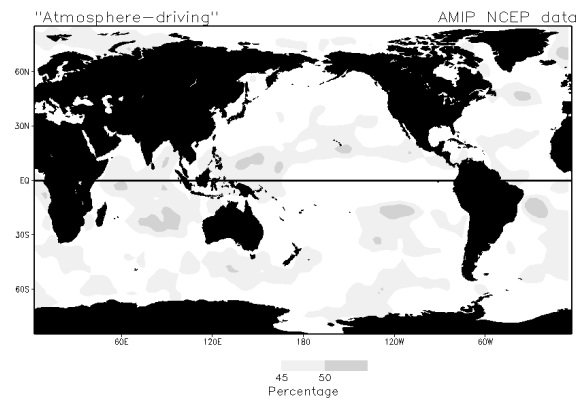 "Atmosphere-driving" AMIP NCEP data
60N
30N
EQ
30S
60S
60E 120E 180 120W 60W
45 50
Percentage